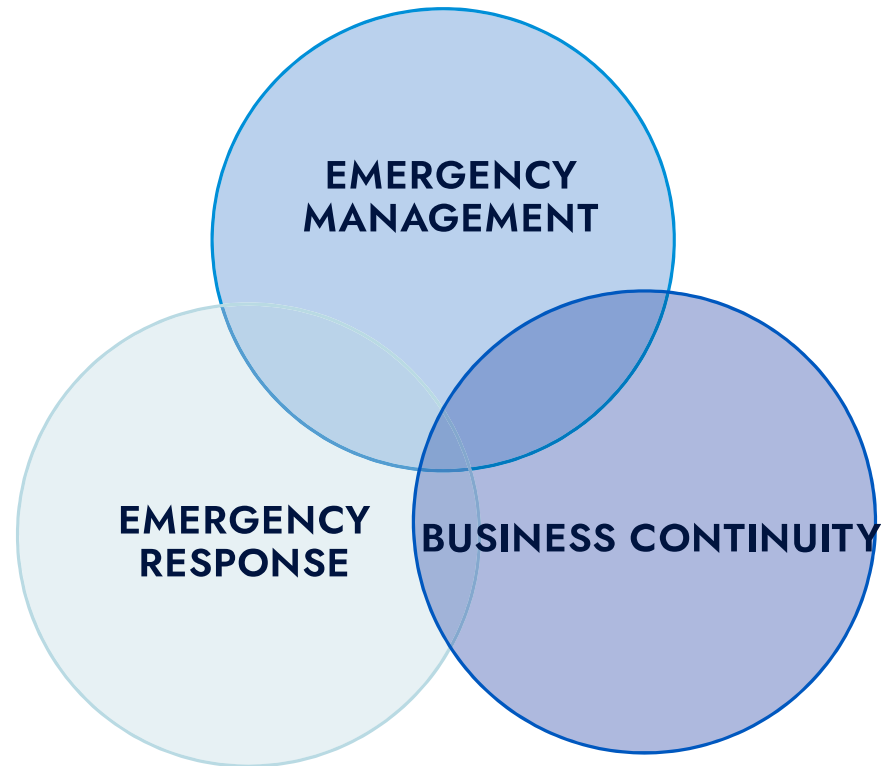 EMERGENCY
MANAGEMENT
EMERGENCY
RESPONSE
BUSINESS CONTINUITY